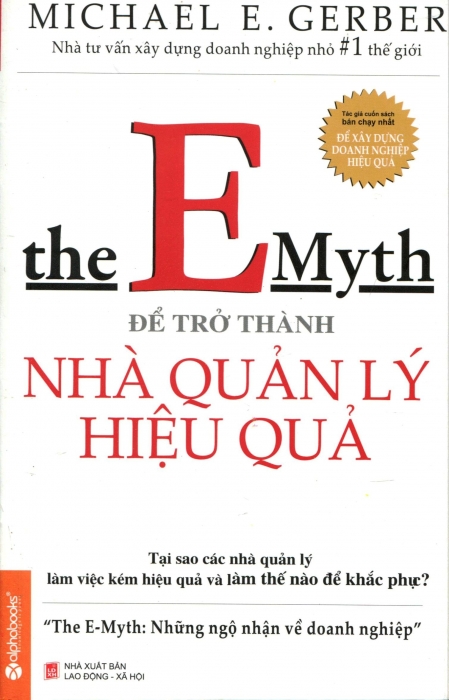 MICHAEL E. GERBER
Nhà tư vấn xây dựng doanh nghiệp nhỏ #1 thế giới
Tác giả cuốn sách
bán chạy nhất
ĐỂ XÂY DỰNG
DOANH NGHIỆP
HIỆU QUẢ
the E Myth
ĐỂ TRỞ THÀNH
NHÀ QUẢN LÝ
HIỆU QUẢ
Tại sao các nhà quản lý
làm việc kém hiệu quả và làm thế nào để khắc phục?
"The E-Myth: Những ngộ nhận về doanh nghiệp"
alphabooks
NHÀ XUẤT BẢN
LAO ĐỘNG - XÃ HỘI